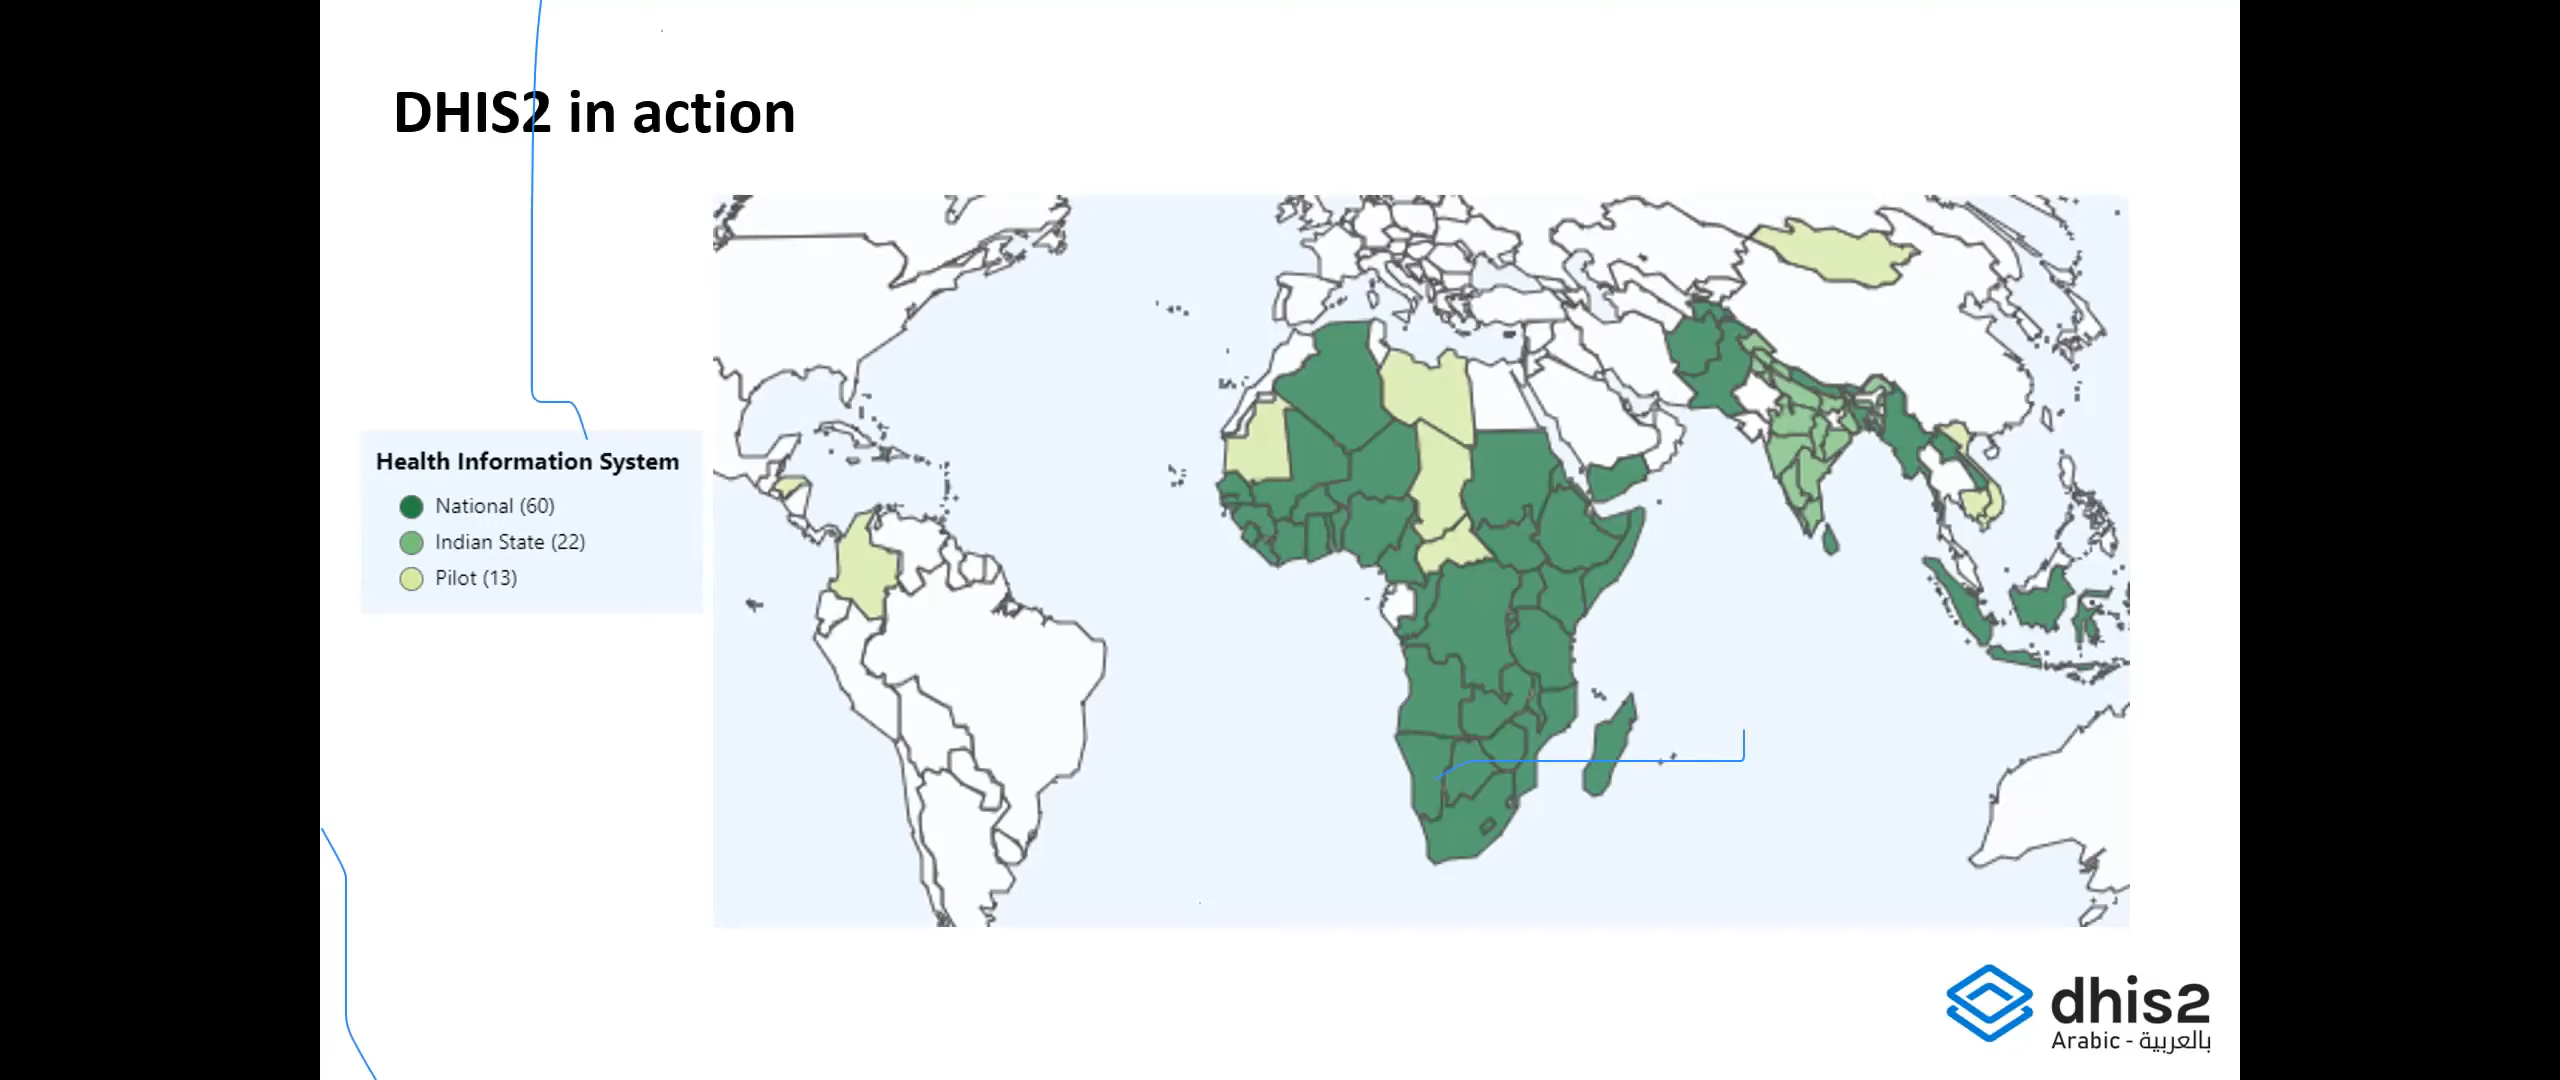 DHIS2 in action
Health Information System
National (60)
Indian State (22)
Pilot (13)
dhis2
Arabic - بالعربية